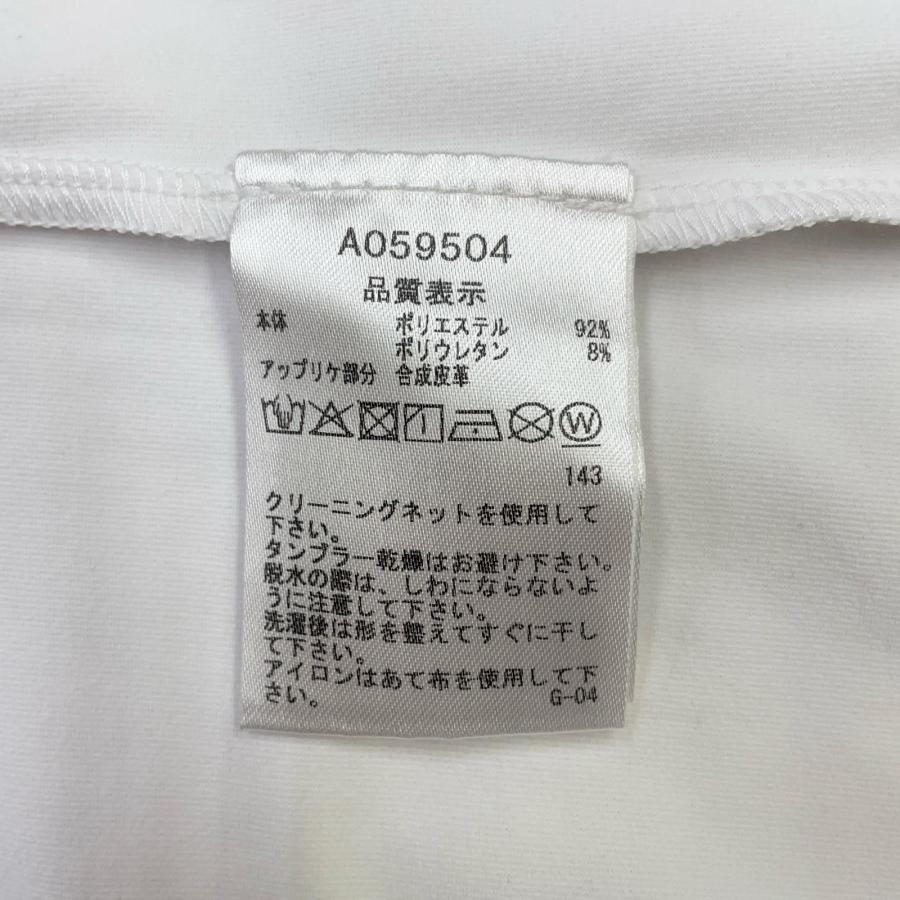 A059504
品質表示
本体 ポリエステル 92%
ポリウレタン 8%
アップリケ部分 合成皮革
W
143
クリーニングネットを使用して
下さい。
タンブラー乾燥はお避け下さい。
脱水の際は、しわにならないよ
うに注意して下さい。
洗濯後は形を整えてすぐに干し
て下さい。
アイロンはあて布を使用して下
さい。 G-04